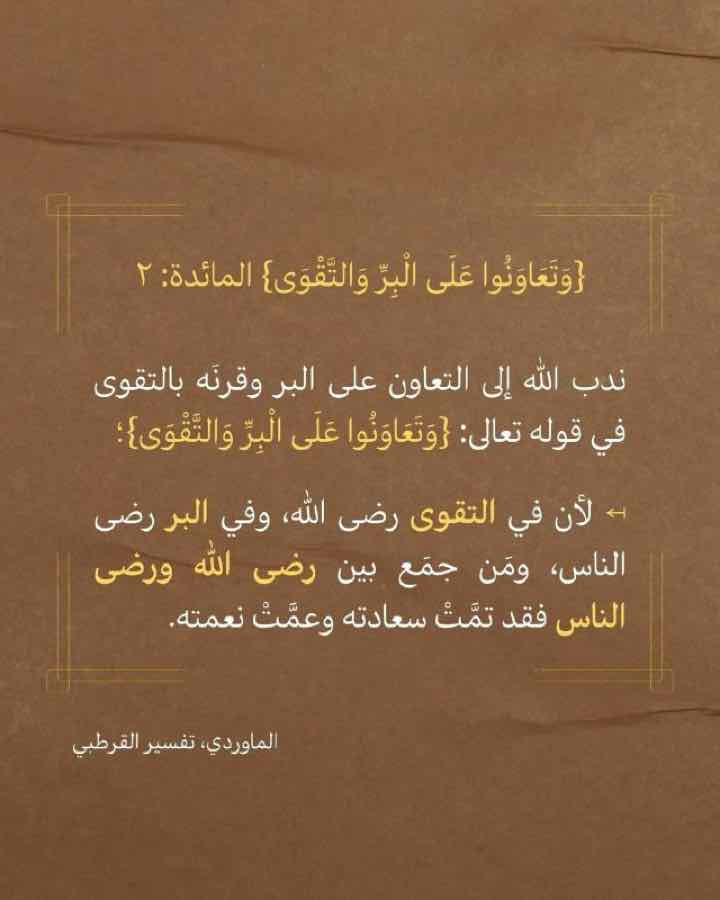 {وَتَعَاوَنُوا عَلَى الْبِرِّ وَالتَّقْوَى} المائدة: ٢
ندب الله إلى التعاون على البر وقرنَه بالتقوى
في قوله تعالى: {وَتَعَاوَنُوا عَلَى الْبِرِّ وَالتَّقْوَى}؛
↤ لأن في التقوى رضى الله، وفي البر رضى
الناس، ومَن جمَع بين رضى الله ورضى
الناس فقد تمَّتْ سعادته وعمَّتْ نعمته.
الماوردي، تفسير القرطبي